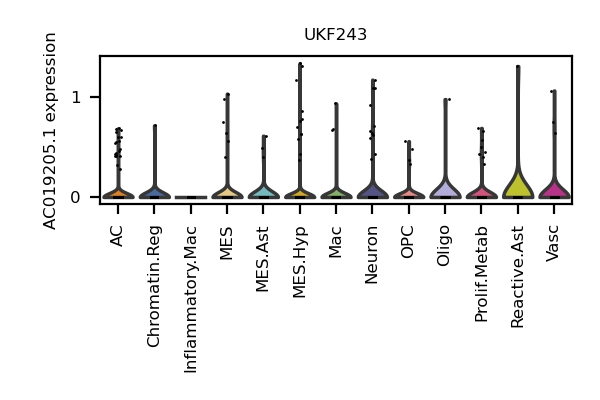 UKF243
AC019205.1 expression
1
0
AC
Chromatin.Reg
Inflammatory.Mac
MES
MES.Ast
MES.Hyp
Mac
Neuron
OPC
Oligo
Prolif.Metab
Reactive.Ast
Vasc